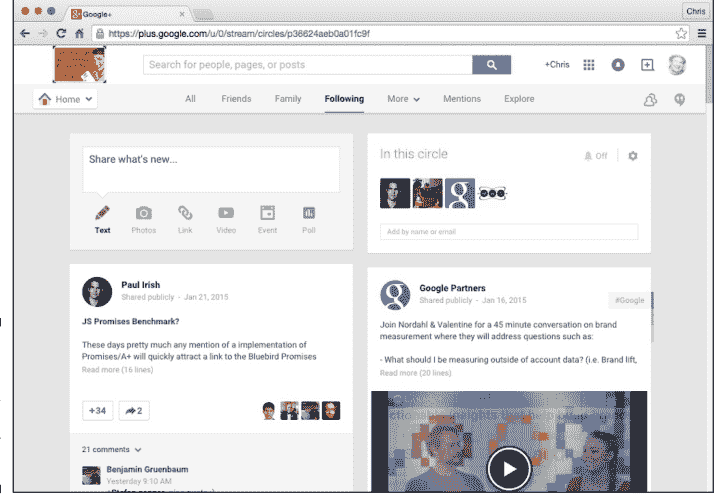 Google+
Chris
https://plus.google.com/u/0/stream/circles/p36624aeb0a01fc9f
Search for people, pages, or posts
+Chris
Home
All
Friends
Family
Following
More
Mentions
Explore
Share what's new...
Text
Photos
Link
Video
Event
Poll
In this circle
Off
Add by name or email
Paul Irish
Shared publicly - Jan 21, 2015
JS Promises Benchmark?
These days pretty much any mention of a implementation of
Promises/A+ will quickly attract a link to the Bluebird Promises
Read more (16 lines)
+34
2
21 comments
Benjamin Gruenbaum
Yesterday 9:10 AM
Google Partners
Shared publicly - Jan 16, 2015
#Google
Join Nordahl & Valentine for a 45 minute conversation on brand
measurement where they will address questions such as:
- What should I be measuring outside of account data? (i.e. Brand lift,
Read more (20 lines)